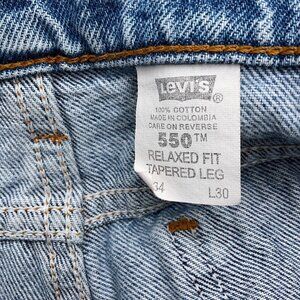 Levi's ®
100% COTTON
MADE IN COLOMBIA
CARE ON REVERSE
550™
RELAXED FIT
TAPERED LEG
34 L30